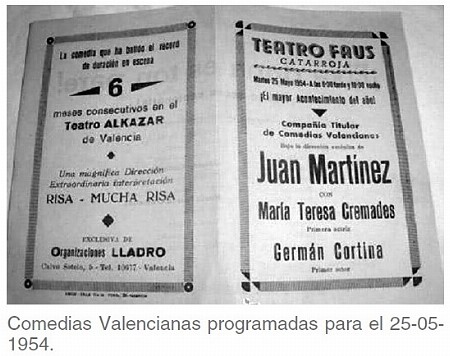 La comedia que ha batido el record
de duración en escena
6
meses consecutivos en el
Teatro ALKAZAR
de Valencia
Una magnífica Dirección
Extraordinaria interpretación
RISA - MUCHA RISA
EXCLUSIVA DE
Organizaciones LLADRO
Calvo Sotelo, 5 - Tel. 10677 - Valencia
TEATRO FAUS
CATARROJA
Martes 25 Mayo 1954 - A las 6'30 tarde y 10'30 noche
¡El mayor Acontecimiento del año!
Compañía Titular
de Comedias Valencianas
Bajo la dirección
Juan Martínez
CON
María Teresa Cremades
Primera actriz
Germán Cortina
Primer actor
Comedias Valencianas programadas para el 25-05-
1954.